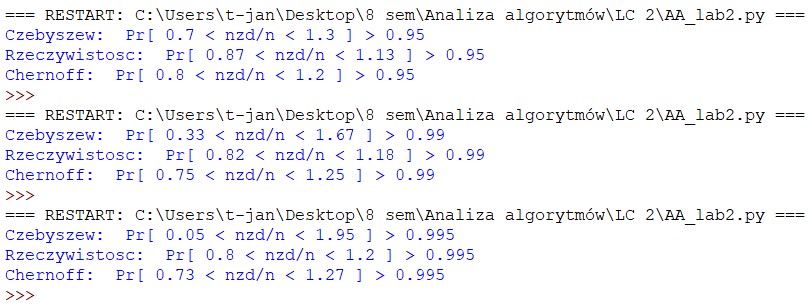 === RESTART: C:\Users\t-jan\Desktop\8 sem\Analiza algorytmów\LC 2\AA_lab2.py ===
Czebyszew:  Pr[ 0.7 < nzd/n < 1.3 ] > 0.95
Rzeczywistosc:  Pr[ 0.87 < nzd/n < 1.13 ] > 0.95
Chernoff:  Pr[ 0.8 < nzd/n < 1.2 ] > 0.95
>>>
=== RESTART: C:\Users\t-jan\Desktop\8 sem\Analiza algorytmów\LC 2\AA_lab2.py ===
Czebyszew:  Pr[ 0.33 < nzd/n < 1.67 ] > 0.99
Rzeczywistosc:  Pr[ 0.82 < nzd/n < 1.18 ] > 0.99
Chernoff:  Pr[ 0.75 < nzd/n < 1.25 ] > 0.99
>>>
=== RESTART: C:\Users\t-jan\Desktop\8 sem\Analiza algorytmów\LC 2\AA_lab2.py ===
Czebyszew:  Pr[ 0.05 < nzd/n < 1.95 ] > 0.995
Rzeczywistosc:  Pr[ 0.8 < nzd/n < 1.2 ] > 0.995
Chernoff:  Pr[ 0.73 < nzd/n < 1.27 ] > 0.995
>>>